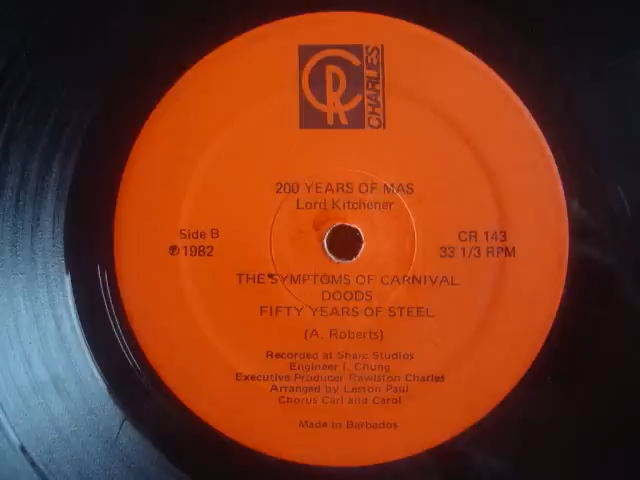 CR CHARLES
200 YEARS OF MAS
Lord Kitchener
Side B
℗ 1982
CR 143
33 1/3 RPM
THE SYMPTOMS OF CARNIVAL
DOODS
FIFTY YEARS OF STEEL
(A. Roberts)
Recorded at Sharc Studios
Engineer I. Chung
Executive Producer Rawlston Charles
Arranged by Leston Paul
Chorus Carl and Carol
Made in Barbados